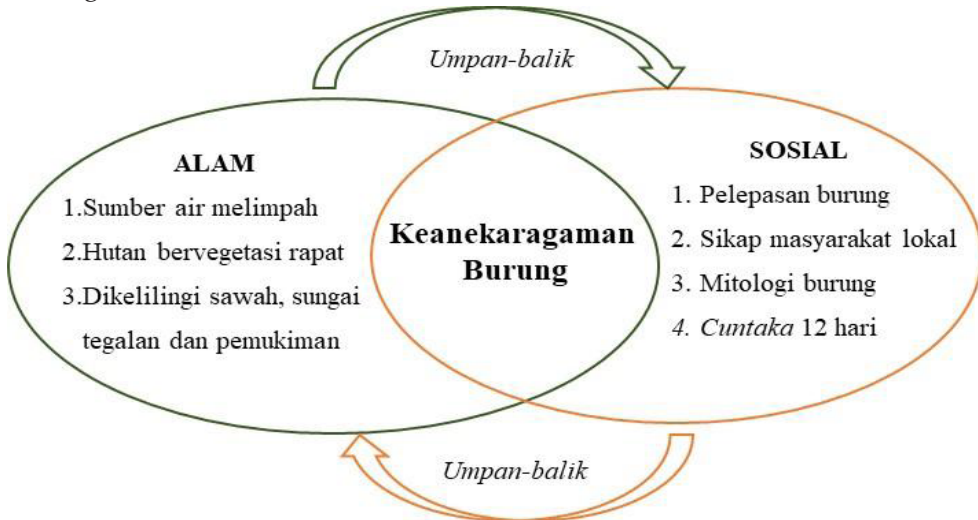 Umpan-balik
ALAM
1.Sumber air melimpah
2.Hutan bervegetasi rapat
3.Dikelilingi sawah, sungai
tegalan dan pemukiman
Keanekaragaman
Burung
SOSIAL
1. Pelepasan burung
2. Sikap masyarakat lokal
3. Mitologi burung
4. Cuntaka 12 hari
Umpan-balik